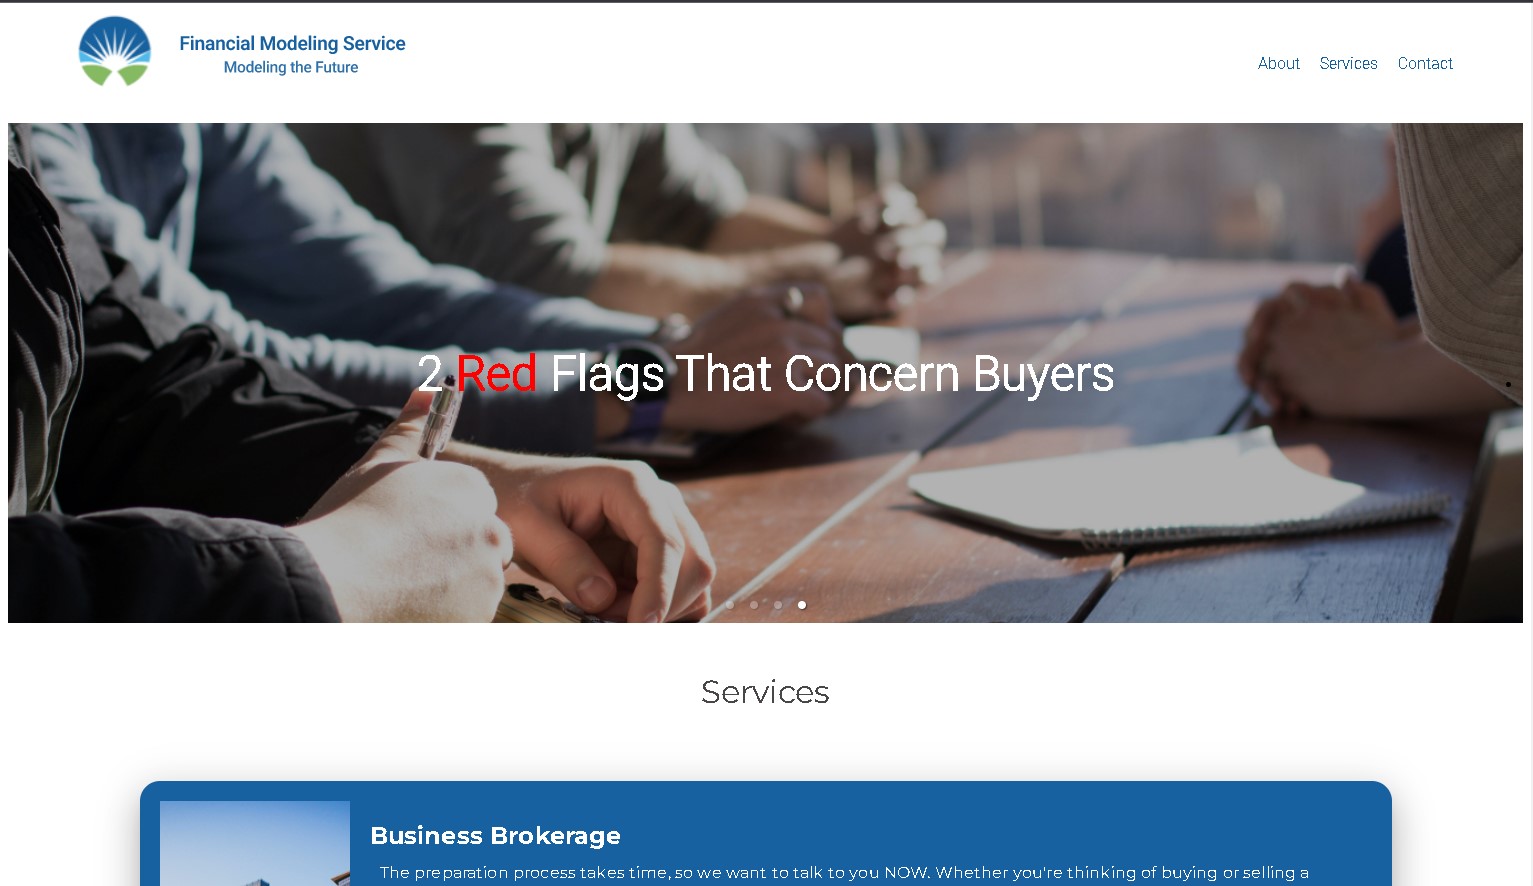 Financial Modeling Service
Modeling the Future
About Services Contact
2 Red Flags That Concern Buyers
Services
Business Brokerage
The preparation process takes time, so we want to talk to you NOW. Whether you're thinking of buying or selling a